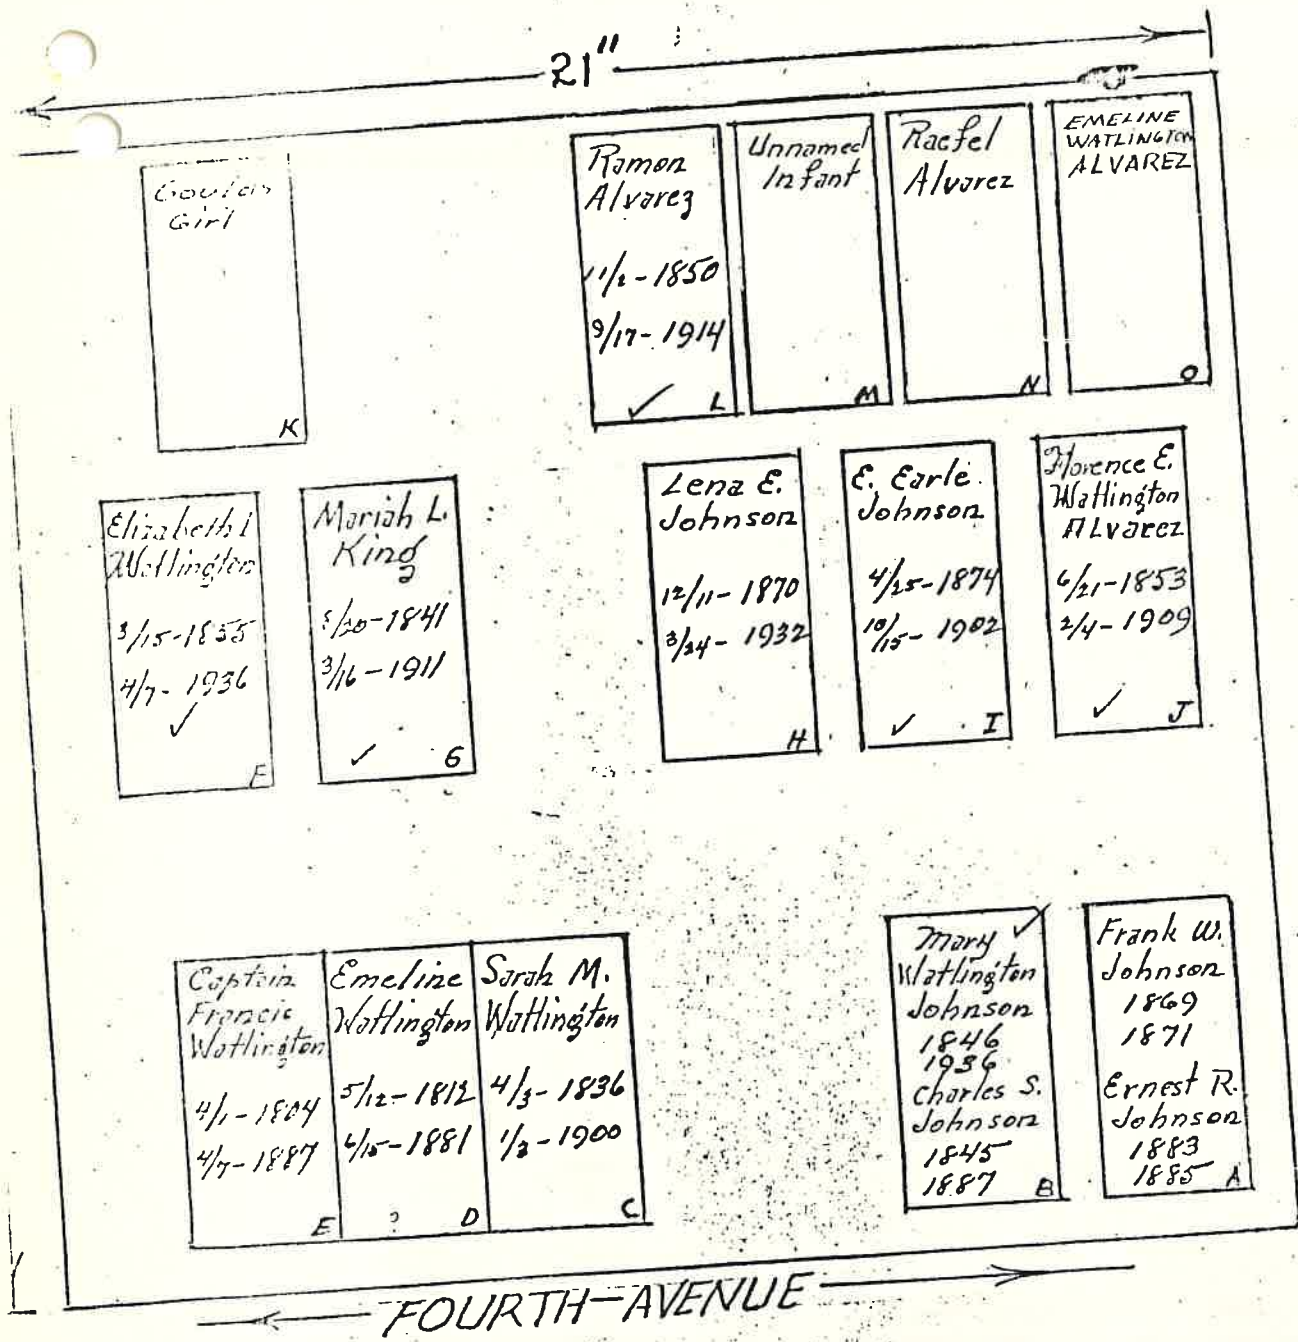 21"
Girl
K
Ramon
Alvarez
11/2-1850
9/17-1914
✓ L
Unnamed
Infant
M
Raefel
Alvarez
N
EMELINE
WATLINGTON
ALVAREZ
O
Elizabeth I
Watlington
3/15-1855
4/7-1936
✓
F
Mariah L.
King
/20-1841
3/16-1911
✓ G
Lena E.
Johnson
12/11-1870
3/24-1932
H
E. Earle
Johnson
4/25-1874
10/15-1902
✓ I
Florence E.
Watlington
ALvarez
6/21-1853
2/4-1909
✓ J
Captain
Francis
Watlington
4/1-1804
4/7-1887
E
Emeline
Watlington
5/12-1812
6/15-1881
? D
Sarah M.
Watlington
4/3-1836
1/2-1900
C
Mary ✓
Watlington
Johnson
1846
1936
Charles S.
Johnson
1845
1887 B
Frank W.
Johnson
1869
1871
Ernest R.
Johnson
1883
1885 A
FOURTH-AVENUE